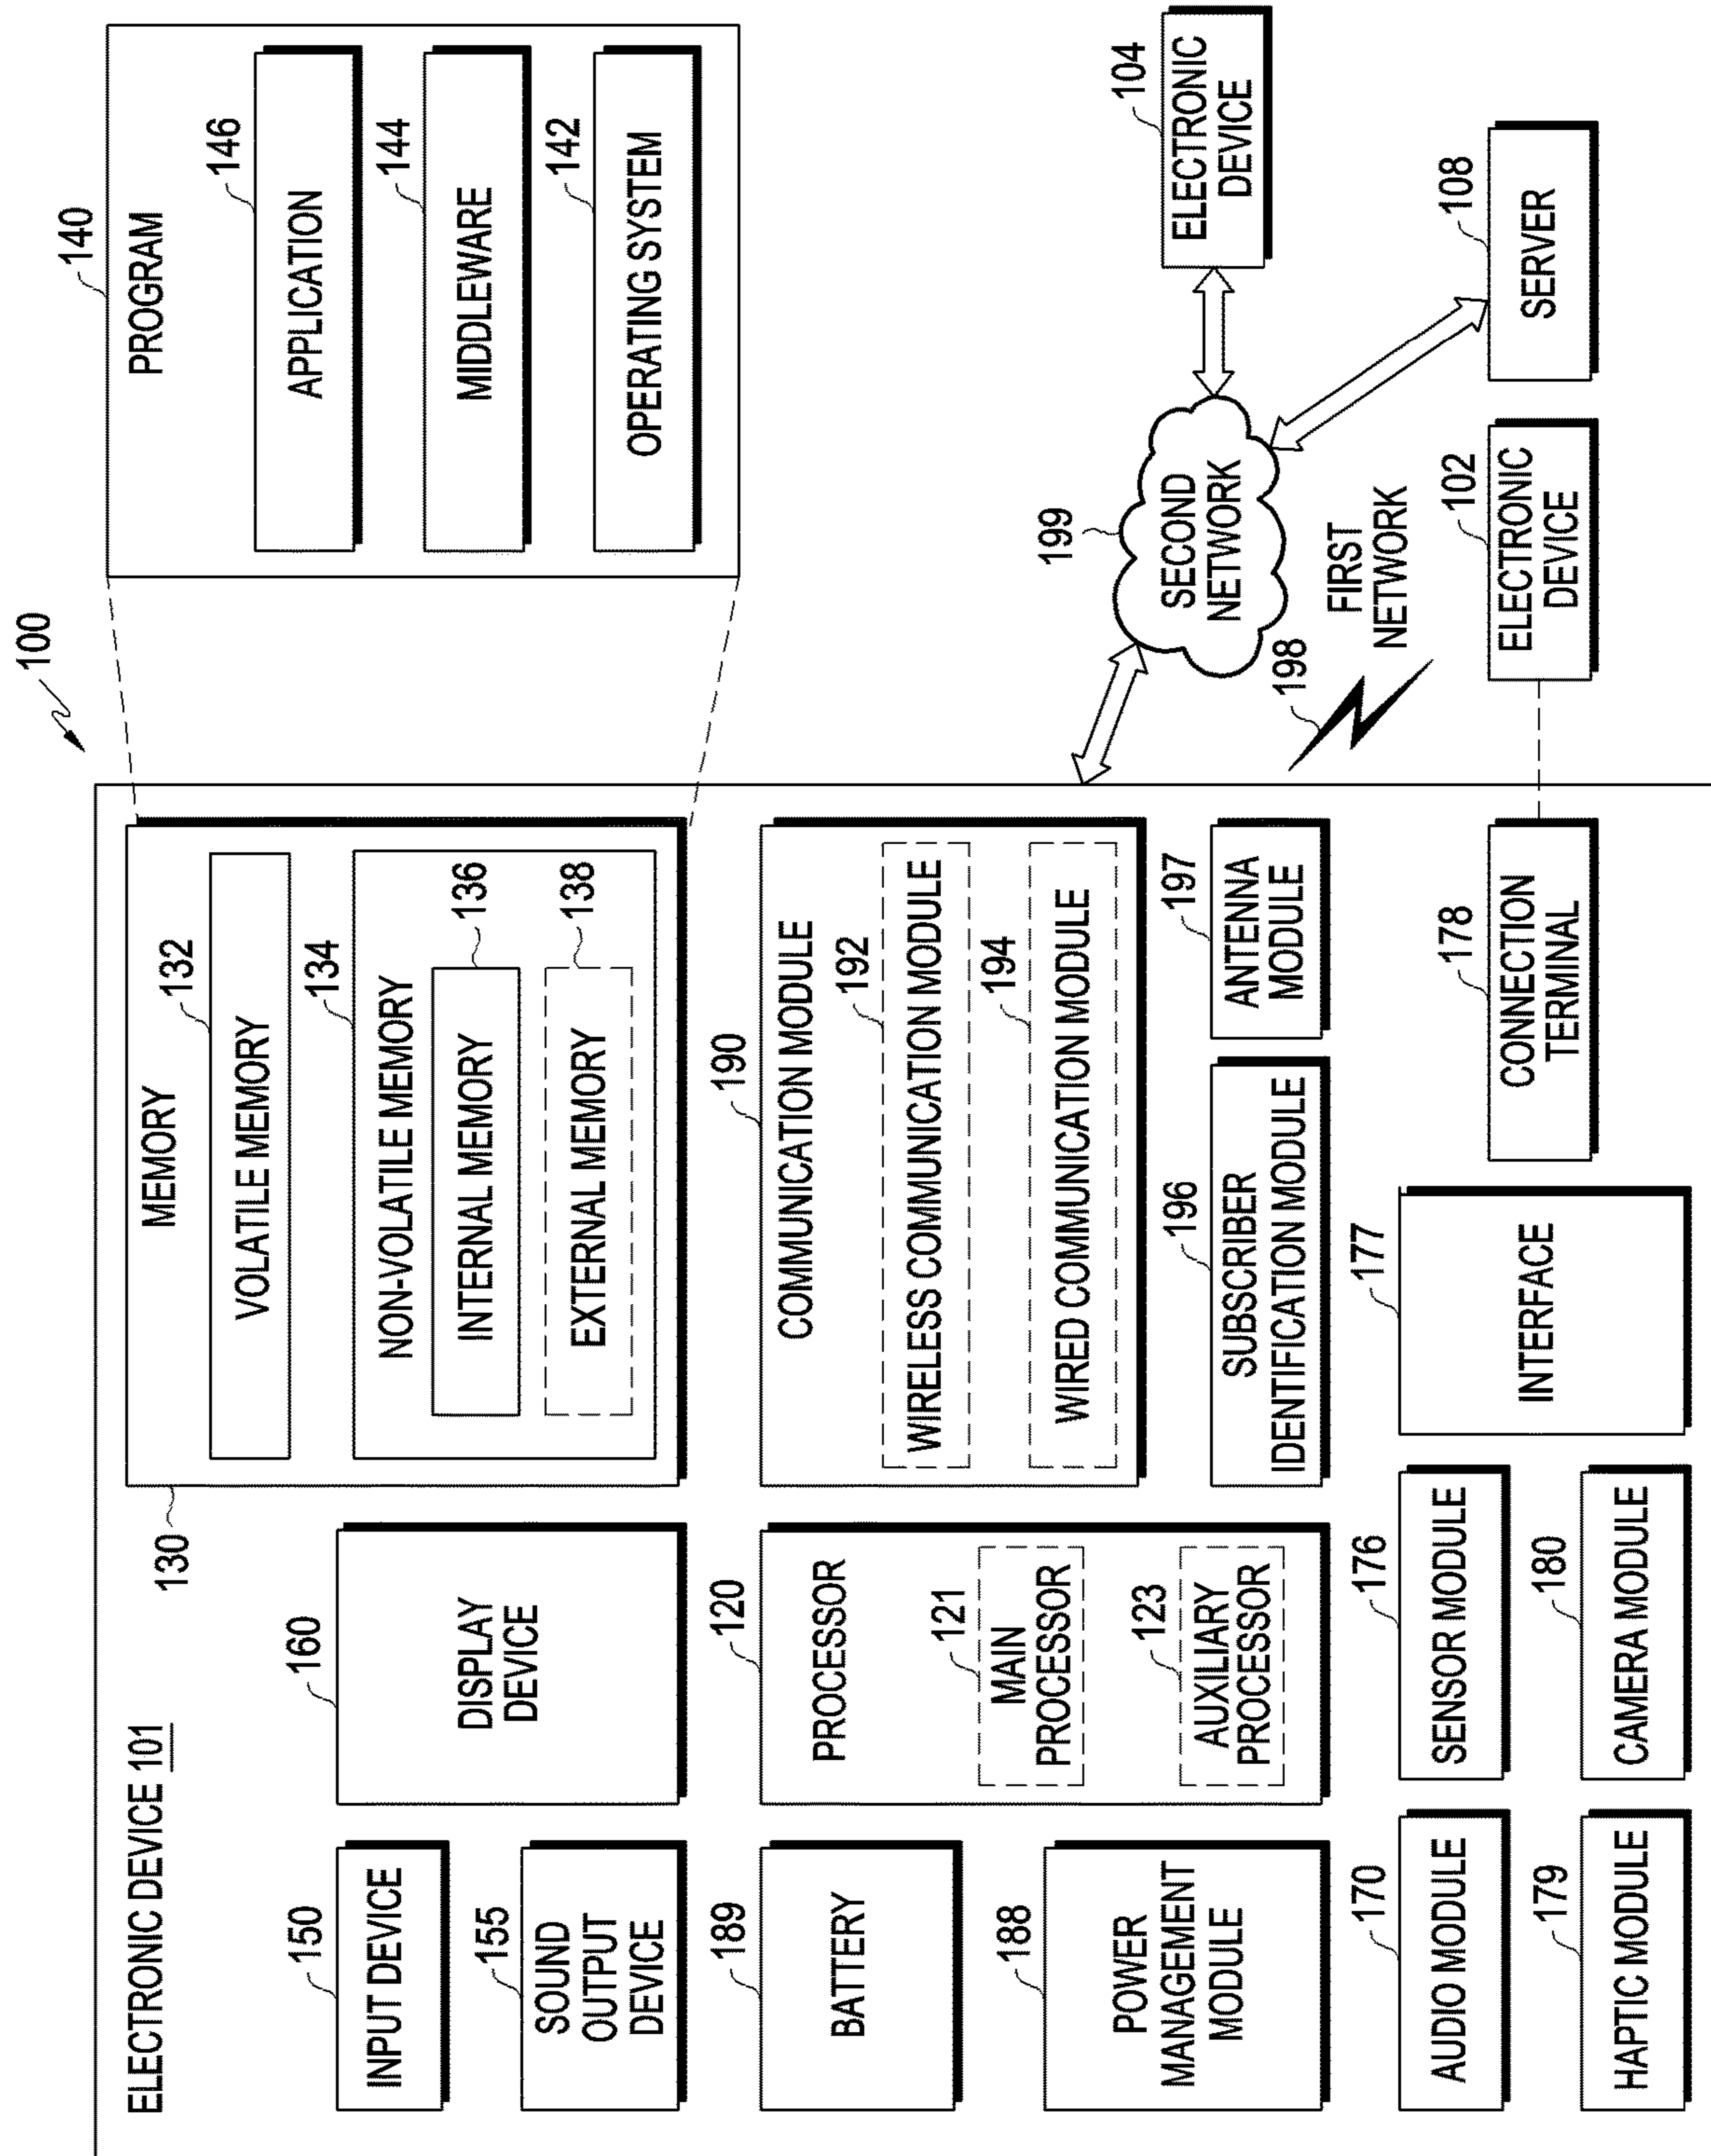 100
ELECTRONIC DEVICE 101
150
INPUT DEVICE
155
SOUND
OUTPUT
DEVICE
160
DISPLAY
DEVICE
130
MEMORY
132
VOLATILE MEMORY
134
NON-VOLATILE MEMORY
136
INTERNAL MEMORY
138
EXTERNAL MEMORY
140
PROGRAM
146
APPLICATION
144
MIDDLEWARE
142
OPERATING SYSTEM
189
BATTERY
188
POWER
MANAGEMENT
MODULE
120
PROCESSOR
121
MAIN
PROCESSOR
123
AUXILIARY
PROCESSOR
190
COMMUNICATION MODULE
192
WIRELESS COMMUNICATION MODULE
194
WIRED COMMUNICATION MODULE
196
SUBSCRIBER
IDENTIFICATION MODULE
197
ANTENNA
MODULE
199
SECOND
NETWORK
104
ELECTRONIC
DEVICE
198
FIRST
NETWORK
170
AUDIO MODULE
176
SENSOR MODULE
177
INTERFACE
178
CONNECTION
TERMINAL
102
ELECTRONIC
DEVICE
108
SERVER
179
HAPTIC MODULE
180
CAMERA MODULE